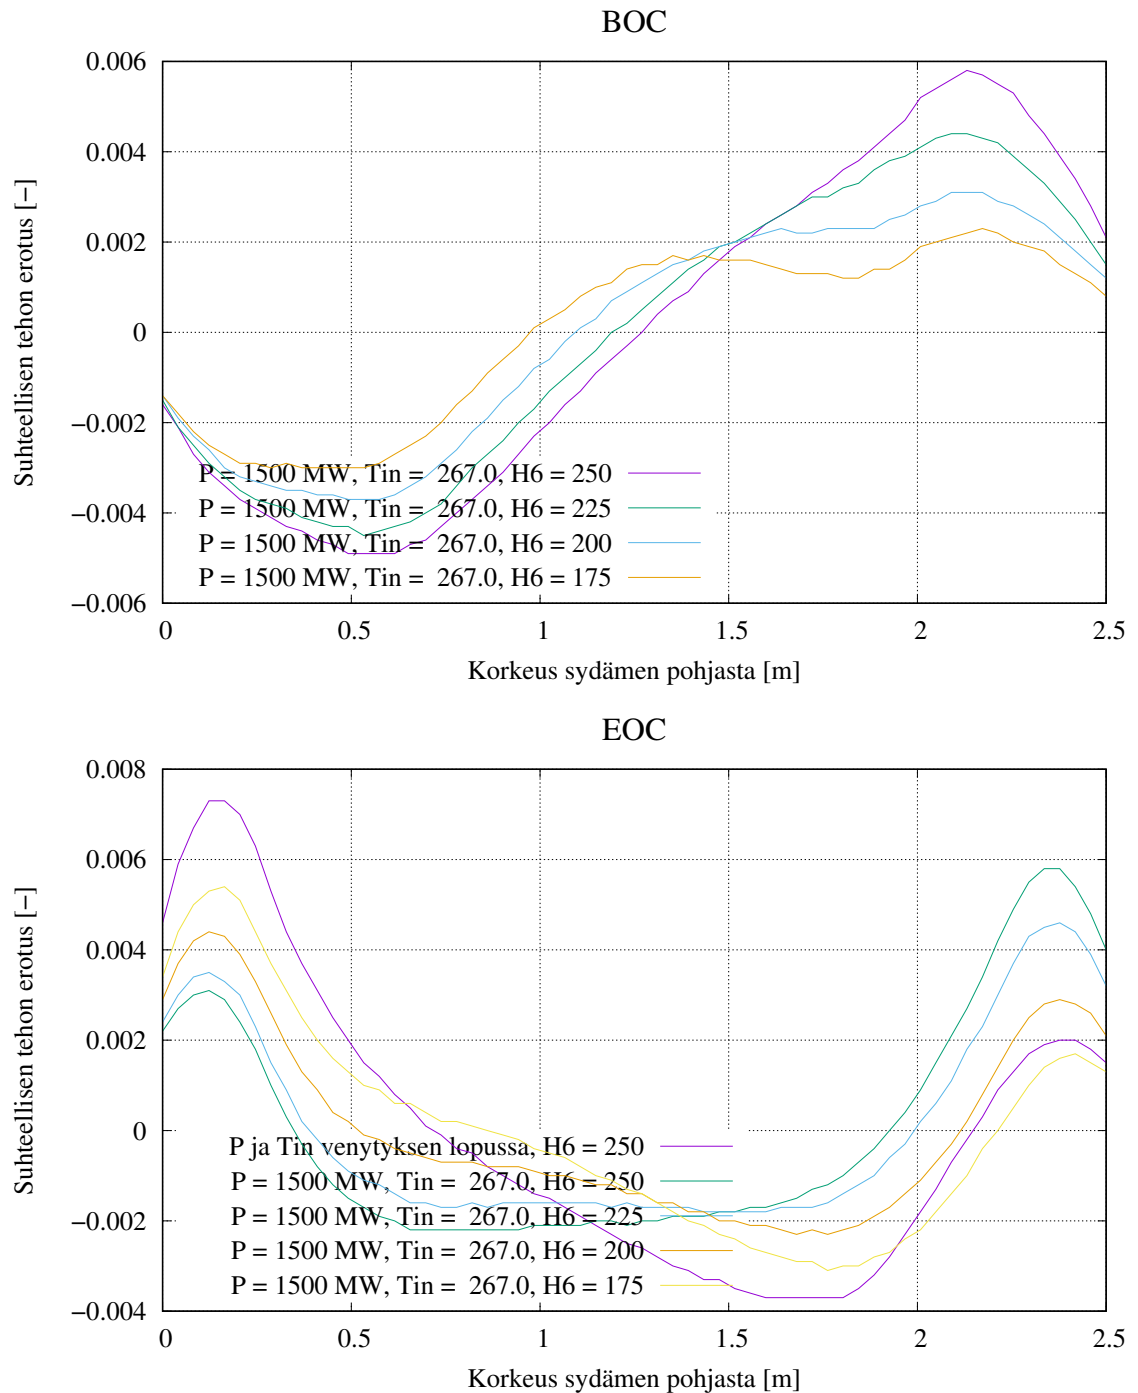 BOC
0.006
0.004
0.002
0
−0.002
−0.004
−0.006
Suhteellisen tehon erotus [−]
P = 1500 MW, Tin = 267.0, H6 = 250
P = 1500 MW, Tin = 267.0, H6 = 225
P = 1500 MW, Tin = 267.0, H6 = 200
P = 1500 MW, Tin = 267.0, H6 = 175
0 0.5 1 1.5 2 2.5
Korkeus sydämen pohjasta [m]
EOC
0.008
0.006
0.004
0.002
0
−0.002
−0.004
Suhteellisen tehon erotus [−]
P ja Tin venytyksen lopussa, H6 = 250
P = 1500 MW, Tin = 267.0, H6 = 250
P = 1500 MW, Tin = 267.0, H6 = 225
P = 1500 MW, Tin = 267.0, H6 = 200
P = 1500 MW, Tin = 267.0, H6 = 175
0 0.5 1 1.5 2 2.5
Korkeus sydämen pohjasta [m]